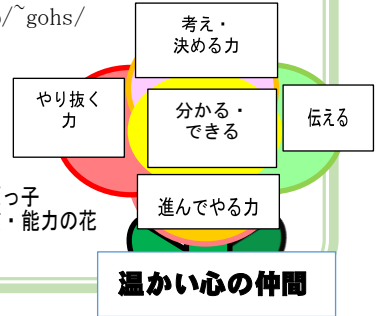 /~gohs/
考え・
決める力
やり抜く
力
分かる・
できる
伝える
進んでやる力
っ子
・能力の花
温かい心の仲間